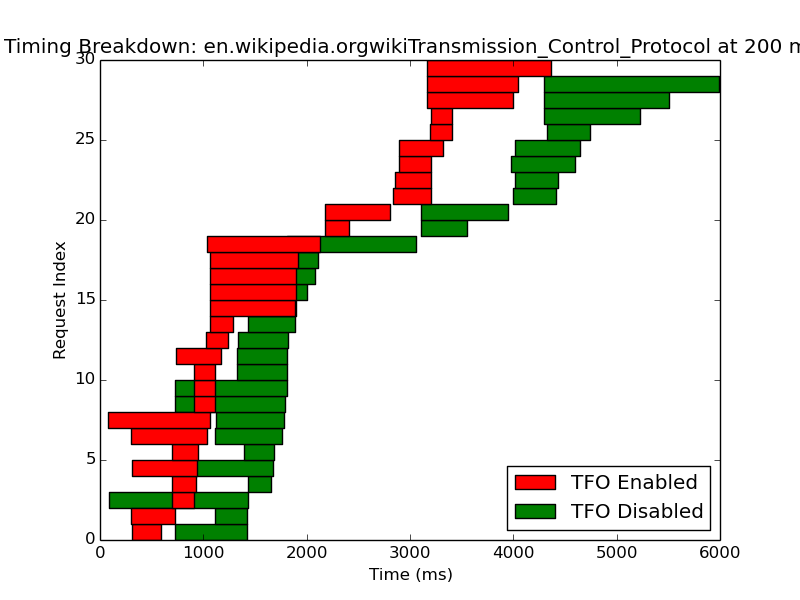 Timing Breakdown: en.wikipedia.orgwikiTransmission_Control_Protocol at 200 m
30
25
20
15
10
5
0
Request Index
TFO Enabled
TFO Disabled
0 1000 2000 3000 4000 5000 6000
Time (ms)